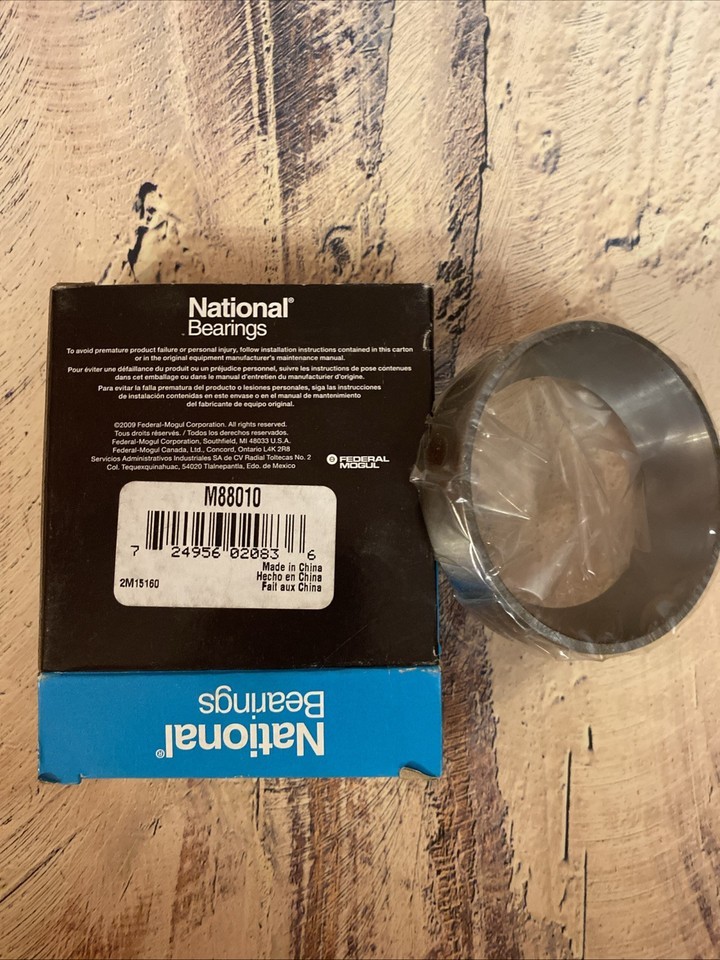 National®
Bearings
To avoid premature product failure or personal injury, follow installation instructions contained in this carton
or in the original equipment manufacturer's maintenance manual.
Pour éviter une défaillance du produit ou un préjudice personnel, suivre les instructions de pose contenues
dans cet emballage ou dans le manuel d'entretien du manufacturier d'origine.
Para evitar la falla prematura del producto o lesiones personales, siga las instrucciones
de instalación contenidas en este envase o en el manual de mantenimiento
del fabricante de equipo original.
©2009 Federal-Mogul Corporation. All rights reserved.
Tous droits réservés. / Todos los derechos reservados.
Federal-Mogul Corporation, Southfield, MI 48033 U.S.A.
Federal-Mogul Canada, Ltd., Concord, Ontario L4K 2R8
Servicios Administrativos Industriales SA de CV Radial Toltecas No. 2
Col. Tequexquinahuac, 54020 Tlalnepantla, Edo. de Mexico
FEDERAL
MOGUL
M88010
7 24956 02083 6
Made in China
Hecho en China
Fait aux China
2M15160
National®
Bearings